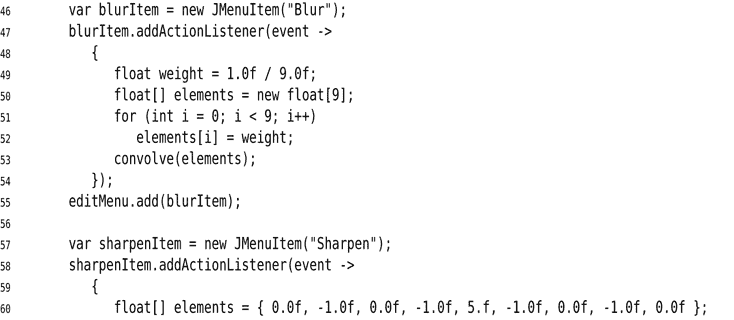 46 var blurItem = new JMenuItem("Blur");
47 blurItem.addActionListener(event ->
48 {
49 float weight = 1.0f / 9.0f;
50 float[] elements = new float[9];
51 for (int i = 0; i < 9; i++)
52 elements[i] = weight;
53 convolve(elements);
54 });
55 editMenu.add(blurItem);
56
57 var sharpenItem = new JMenuItem("Sharpen");
58 sharpenItem.addActionListener(event ->
59 {
60 float[] elements = { 0.0f, -1.0f, 0.0f, -1.0f, 5.f, -1.0f, 0.0f, -1.0f, 0.0f };